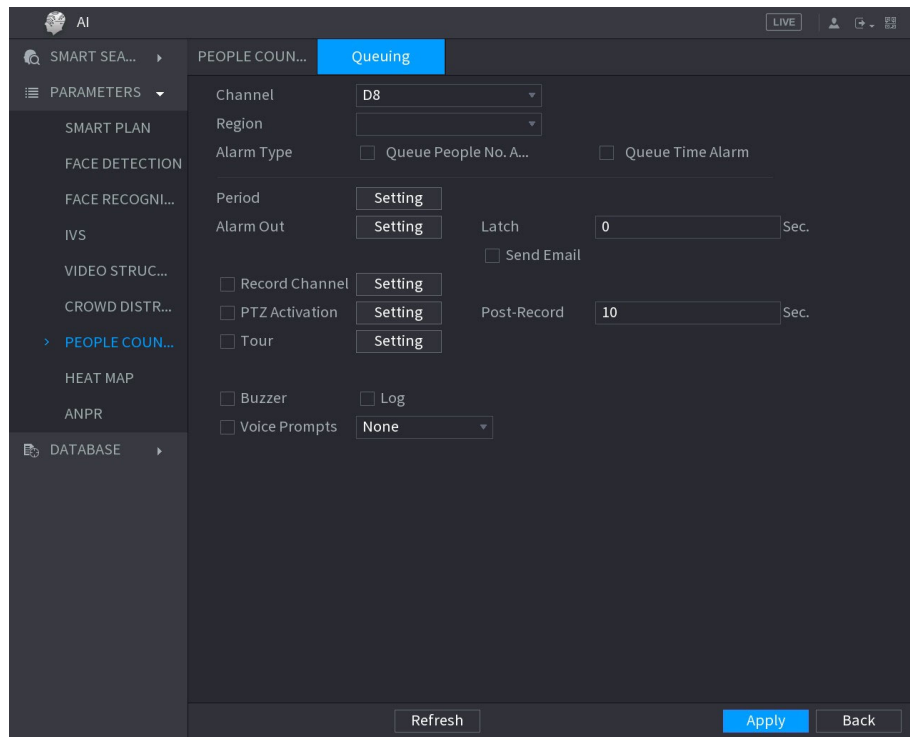 AI LIVE
SMART SEA...
PEOPLE COUN... Queuing
PARAMETERS
SMART PLAN
FACE DETECTION
FACE RECOGNI...
IVS
VIDEO STRUC...
CROWD DISTR...
PEOPLE COUN...
HEAT MAP
ANPR
DATABASE
Channel D8
Region
Alarm Type Queue People No. A... Queue Time Alarm
Period Setting
Alarm Out Setting Latch 0 Sec.
Send Email
Record Channel Setting
PTZ Activation Setting Post-Record 10 Sec.
Tour Setting
Buzzer Log
Voice Prompts None
Refresh Apply Back